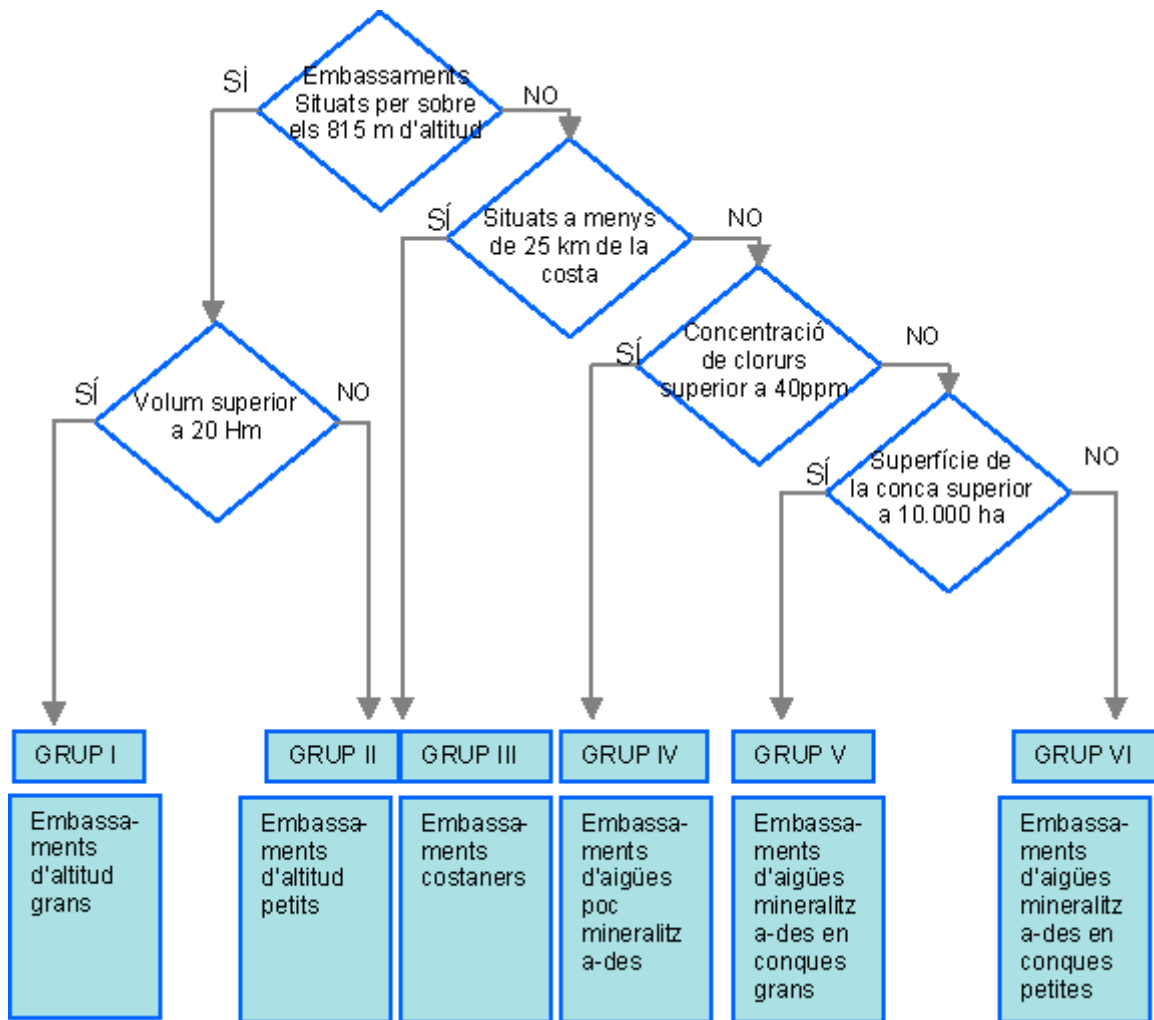 SÍ
Embassaments
Situats per sobre
els 815 m d'altitud
NO
SÍ
Situats a menys
de 25 km de la
costa
NO
SÍ
Concentració
de clorurs
superior a 40ppm
NO
SÍ
Volum superior
a 20 Hm
NO
SÍ
Superfície de
la conca superior
a 10.000 ha
NO
GRUP I
GRUP II
GRUP III
GRUP IV
GRUP V
GRUP VI
Embassa-
ments
d'altitud
grans
Embassa-
ments
d'altitud
petits
Embassa-
ments
costaners
Embassa-
ments
d'aigües
poc
mineralitz
a-des
Embassa-
ments
d'aigües
mineralitz
a-des en
conques
grans
Embassa-
ments
d'aigües
mineralitz
a-des en
conques
petites